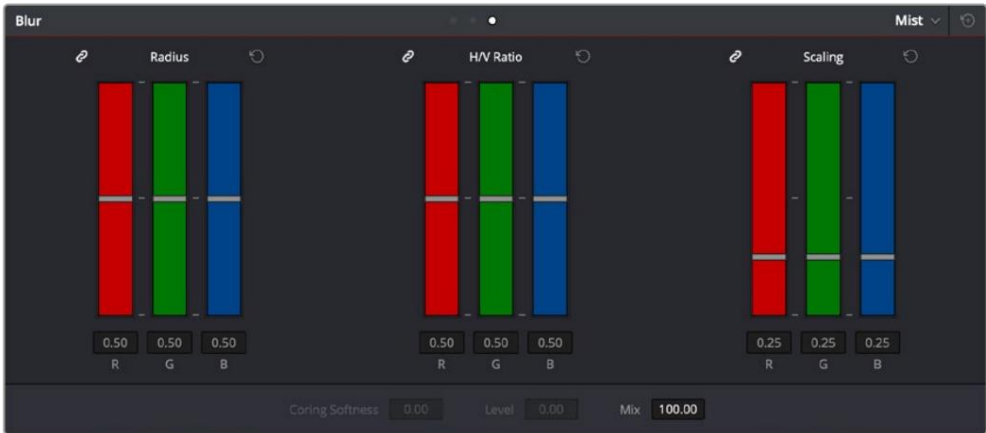 Blur Mist
Radius H/V Ratio Scaling
0.50 0.50 0.50 0.50 0.50 0.50 0.25 0.25 0.25
R G B R G B R G B
Coring Softness 0.00 Level 0.00 Mix 100.00